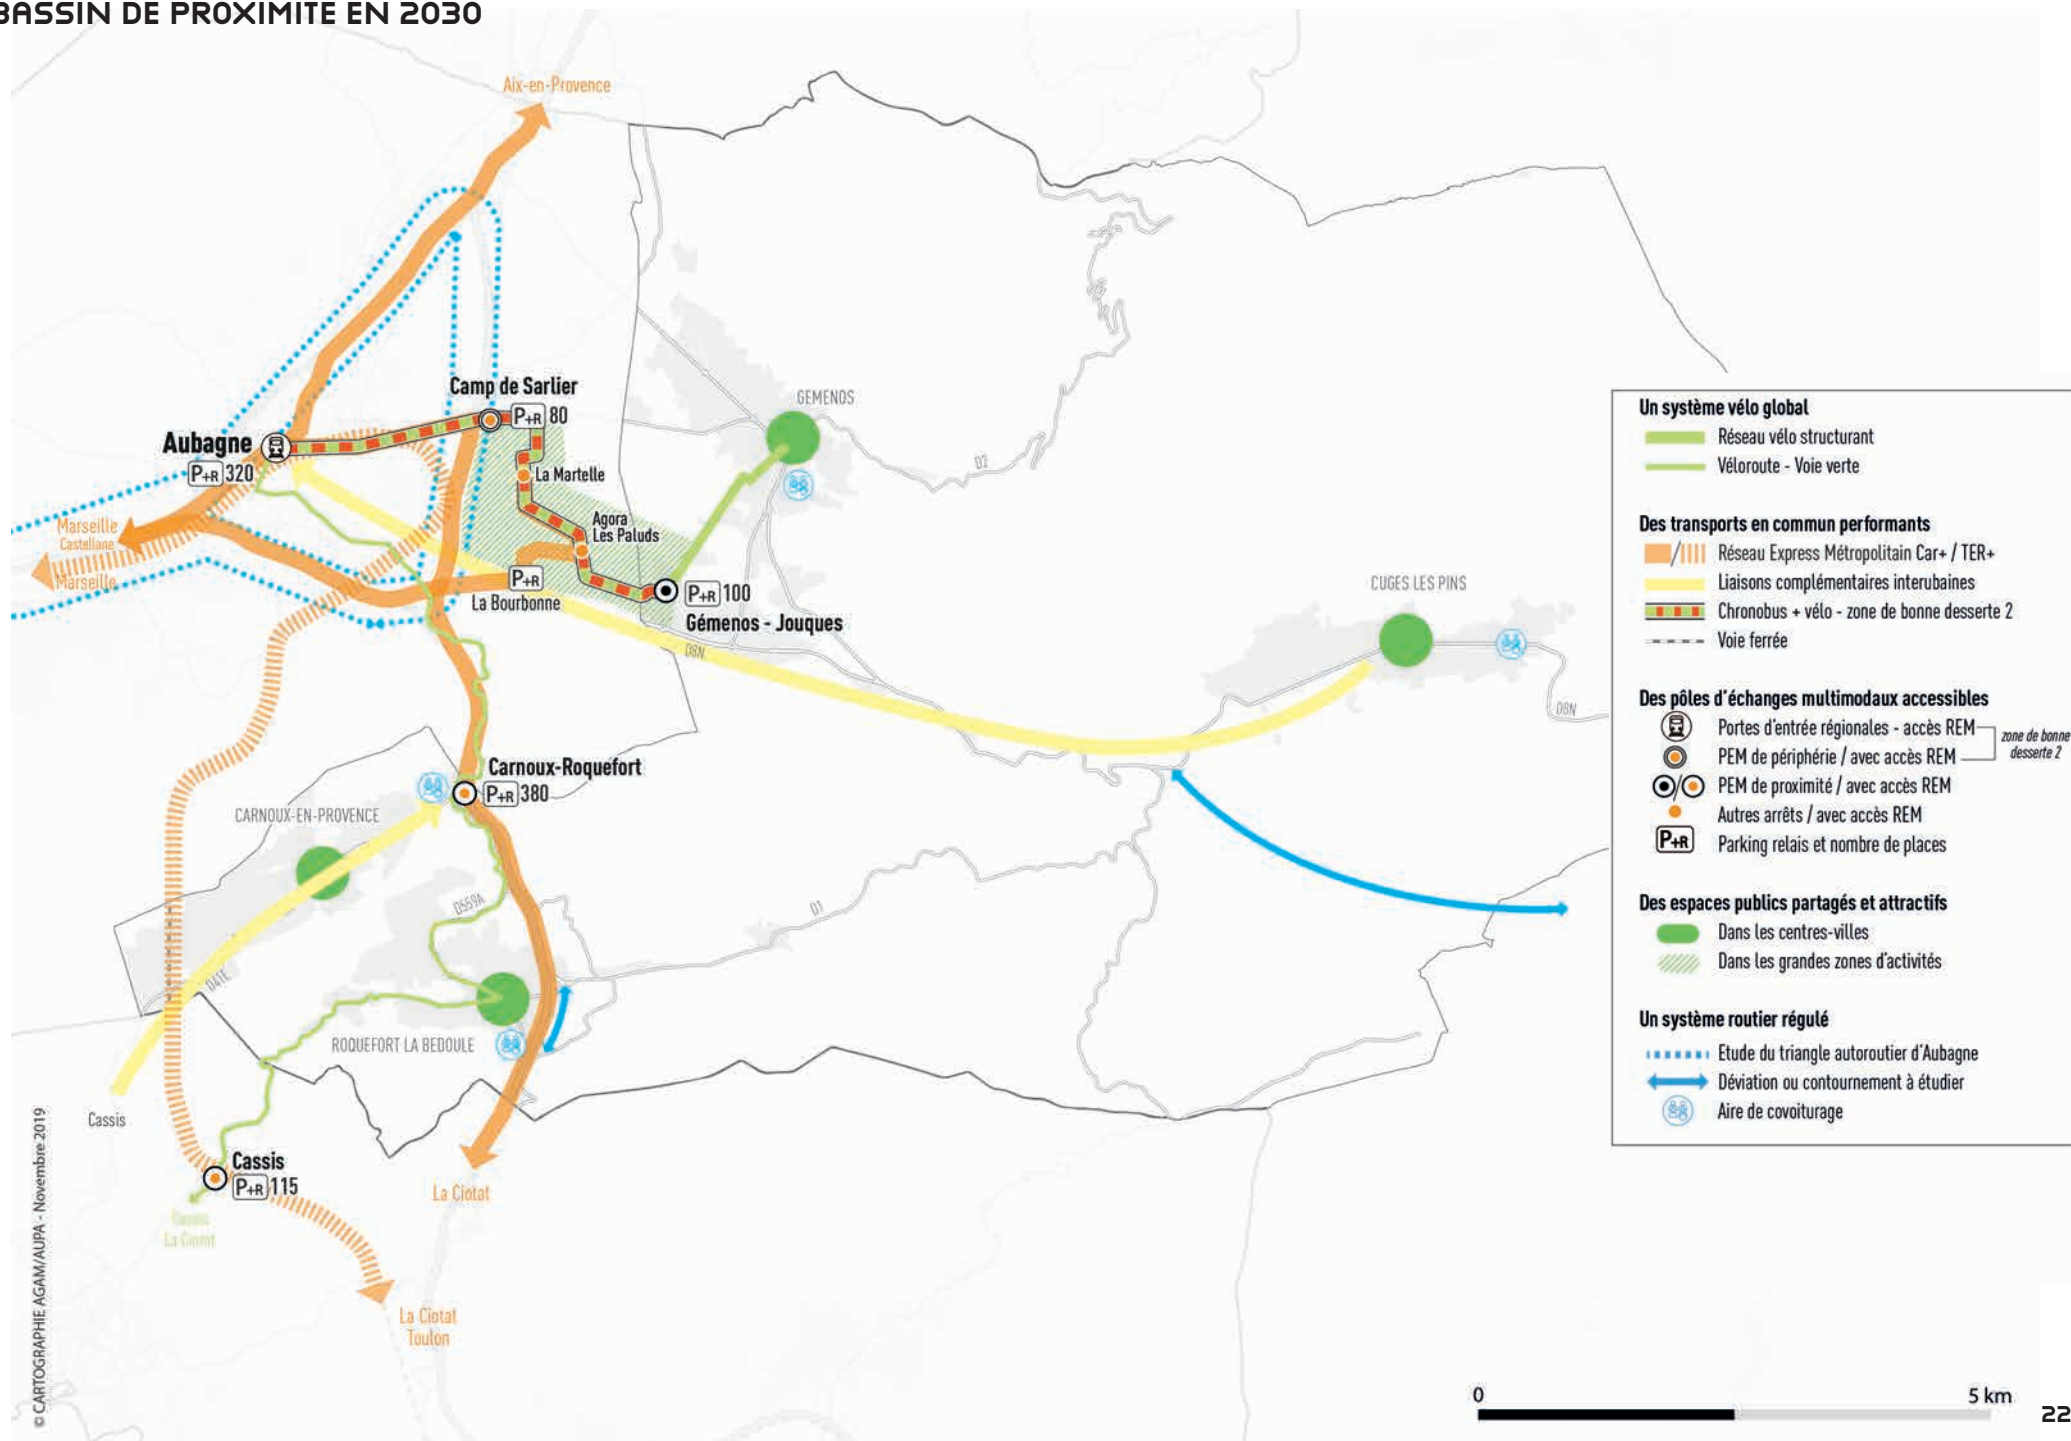 BASSIN DE PROXIMITÉ EN 2030
Aix-en-Provence
Camp de Sarlier
P+R 80
GEMENOS
Aubagne
P+R 320
La Martelle
D2
Agora
Les Paluds
Marseille
Castellane
Marseille
P+R
La Bourbonne
P+R 100
Gémenos - Jouques
D8N
CUGES LES PINS
D8N
Carnoux-Roquefort
P+R 380
CARNOUX-EN-PROVENCE
D559A
D1
D41E
ROQUEFORT LA BEDOULE
Cassis
Cassis
P+R 115
La Ciotat
Cassis
La Ciotat
La Ciotat
Toulon
Un système vélo global
Réseau vélo structurant
Véloroute - Voie verte
Des transports en commun performants
Réseau Express Métropolitain Car+ / TER+
Liaisons complémentaires interubaines
Chronobus + vélo - zone de bonne desserte 2
Voie ferrée
Des pôles d'échanges multimodaux accessibles
Portes d'entrée régionales - accès REM
PEM de périphérie / avec accès REM
zone de bonne
desserte 2
PEM de proximité / avec accès REM
Autres arrêts / avec accès REM
P+R Parking relais et nombre de places
Des espaces publics partagés et attractifs
Dans les centres-villes
Dans les grandes zones d'activités
Un système routier régulé
Etude du triangle autoroutier d'Aubagne
Déviation ou contournement à étudier
Aire de covoiturage
© CARTOGRAPHIE AGAM/AUPA - Novembre 2019
0 5 km
22